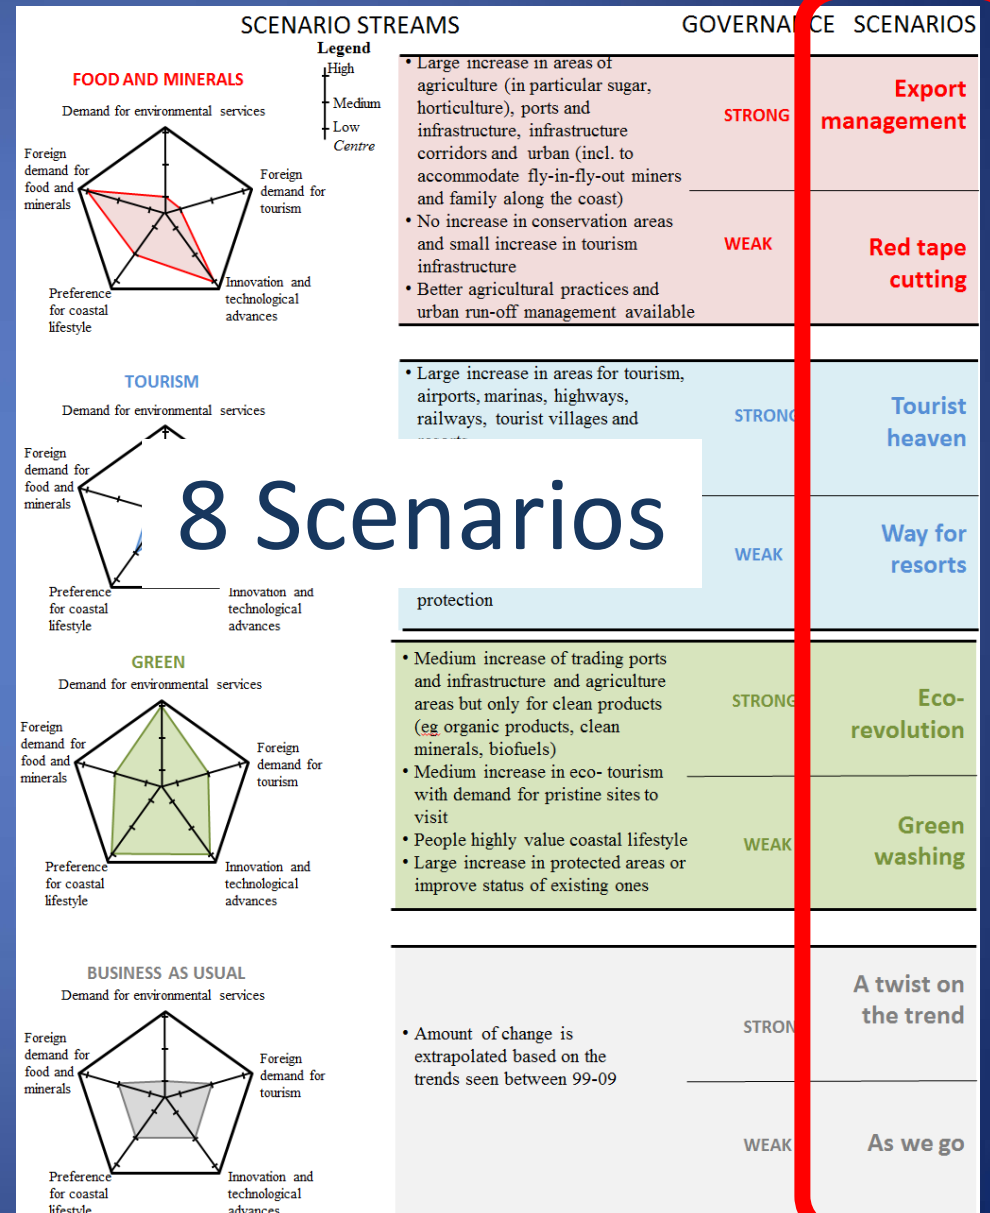 SCENARIO STREAMS
GOVERNANCE
SCENARIOS
Legend
High
Medium
Low
Centre
FOOD AND MINERALS
Demand for environmental services
Foreign
demand for
food and
minerals
Foreign
demand for
tourism
Preference
for coastal
lifestyle
Innovation and
technological
advances
• Large increase in areas of
agriculture (in particular sugar,
horticulture), ports and
infrastructure, infrastructure
corridors and urban (incl. to
accommodate fly-in-fly-out miners
and family along the coast)
• No increase in conservation areas
and small increase in tourism
infrastructure
• Better agricultural practices and
urban run-off management available
STRONG
Export
management
WEAK
Red tape
cutting
TOURISM
Demand for environmental services
Foreign
demand for
food and
minerals
Preference
for coastal
lifestyle
Innovation and
technological
advances
• Large increase in areas for tourism,
airports, marinas, highways,
railways, tourist villages and
protection
8 Scenarios
STRONG
Tourist
heaven
WEAK
Way for
resorts
GREEN
Demand for environmental services
Foreign
demand for
food and
minerals
Foreign
demand for
tourism
Preference
for coastal
lifestyle
Innovation and
technological
advances
• Medium increase of trading ports
and infrastructure and agriculture
areas but only for clean products
(eg organic products, clean
minerals, biofuels)
• Medium increase in eco- tourism
with demand for pristine sites to
visit
• People highly value coastal lifestyle
• Large increase in protected areas or
improve status of existing ones
STRONG
Eco-
revolution
WEAK
Green
washing
BUSINESS AS USUAL
Demand for environmental services
Foreign
demand for
food and
minerals
Foreign
demand for
tourism
Preference
for coastal
lifestyle
Innovation and
technological
advances
• Amount of change is
extrapolated based on the
trends seen between 99-09
STRON
A twist on
the trend
WEAK
As we go